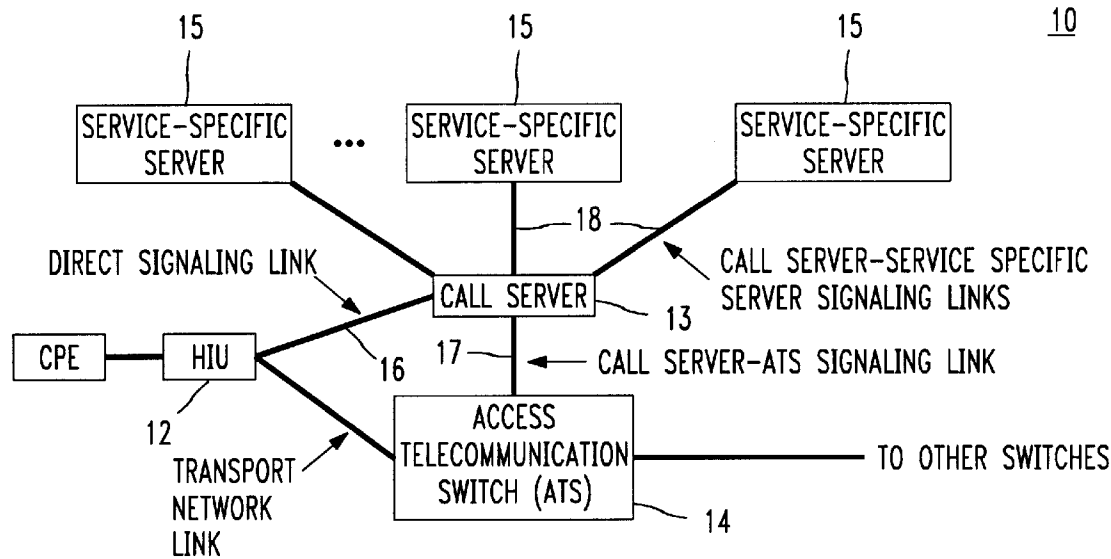 10
15
15
15
SERVICE-SPECIFIC
SERVER
...
SERVICE-SPECIFIC
SERVER
SERVICE-SPECIFIC
SERVER
18
DIRECT SIGNALING LINK
CALL SERVER-SERVICE SPECIFIC
SERVER SIGNALING LINKS
CALL SERVER
13
CPE
HIU
16
17
CALL SERVER-ATS SIGNALING LINK
12
ACCESS
TELECOMMUNICATION
SWITCH (ATS)
TO OTHER SWITCHES
TRANSPORT
NETWORK
LINK
14